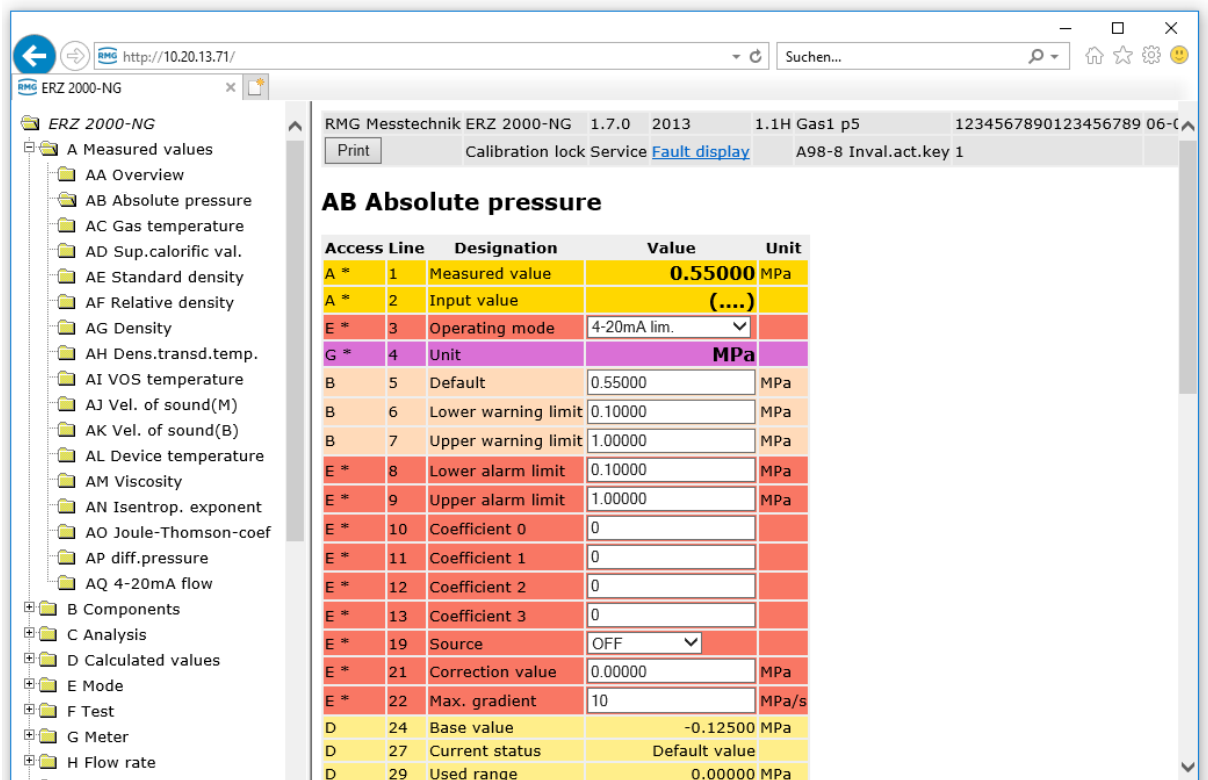 http://10.20.13.71/
Suchen...
RMG ERZ 2000-NG
ERZ 2000-NG
A Measured values
AA Overview
AB Absolute pressure
AC Gas temperature
AD Sup.calorific val.
AE Standard density
AF Relative density
AG Density
AH Dens.transd.temp.
AI VOS temperature
AJ Vel. of sound(M)
AK Vel. of sound(B)
AL Device temperature
AM Viscosity
AN Isentrop. exponent
AO Joule-Thomson-coef
AP diff.pressure
AQ 4-20mA flow
B Components
C Analysis
D Calculated values
E Mode
F Test
G Meter
H Flow rate
RMG Messtechnik ERZ 2000-NG 1.7.0 2013 1.1H Gas1 p5 1234567890123456789
Print Calibration lock Service Fault display A98-8 Inval.act.key 1
AB Absolute pressure
Access Line Designation Value Unit
A * 1 Measured value 0.55000 MPa
A * 2 Input value (....)
E * 3 Operating mode 4-20mA lim.
G * 4 Unit MPa
B 5 Default 0.55000 MPa
B 6 Lower warning limit 0.10000 MPa
B 7 Upper warning limit 1.00000 MPa
E * 8 Lower alarm limit 0.10000 MPa
E * 9 Upper alarm limit 1.00000 MPa
E * 10 Coefficient 0 0
E * 11 Coefficient 1 0
E * 12 Coefficient 2 0
E * 13 Coefficient 3 0
E * 19 Source OFF
E * 21 Correction value 0.00000 MPa
E * 22 Max. gradient 10 MPa/s
D 24 Base value -0.12500 MPa
D 27 Current status Default value
D 29 Used range 0.00000 MPa